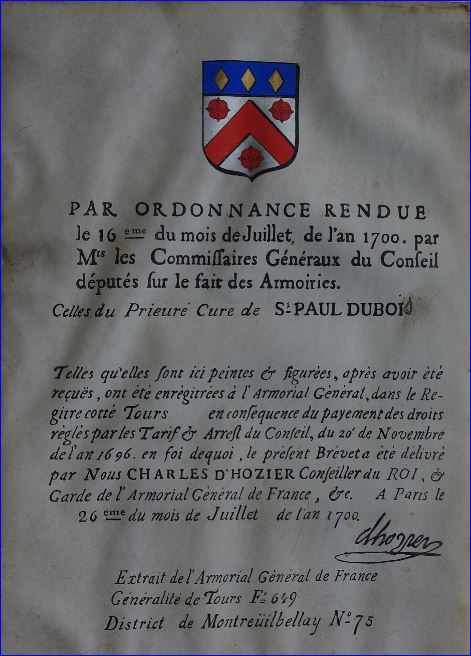 PAR ORDONNANCE RENDUE
le 16 eme du mois de Juillet, de l'an 1700. par
Mrs les Commiſſaires Généraux du Conſeil
députés ſur le fait des Armoiries.
Celles du Prieuré Cure de St PAUL DUBOIS
Telles qu'elles ſont ici peintes & figurées, après avoir été
reçuës, ont été enrégitrées à l'Armorial Général, dans le Re-
gitre cotté Tours en conſéquence du payement des droits
réglés par les Tarif & Arreſt du Conſeil, du 20e de Novembre
de l'an 1696. en foi dequoi, le préſent Brevet a été délivré
par Nous CHARLES D'HOZIER Conſeiller du ROI, &
Garde de l'Armorial Général de France, &c. A Paris le
26 eme du mois de Juillet de l'an 1700.
dhozier
Extrait de l'Armorial Général de France
Généralité de Tours Fo 649
District de Montreüilbellay No 75